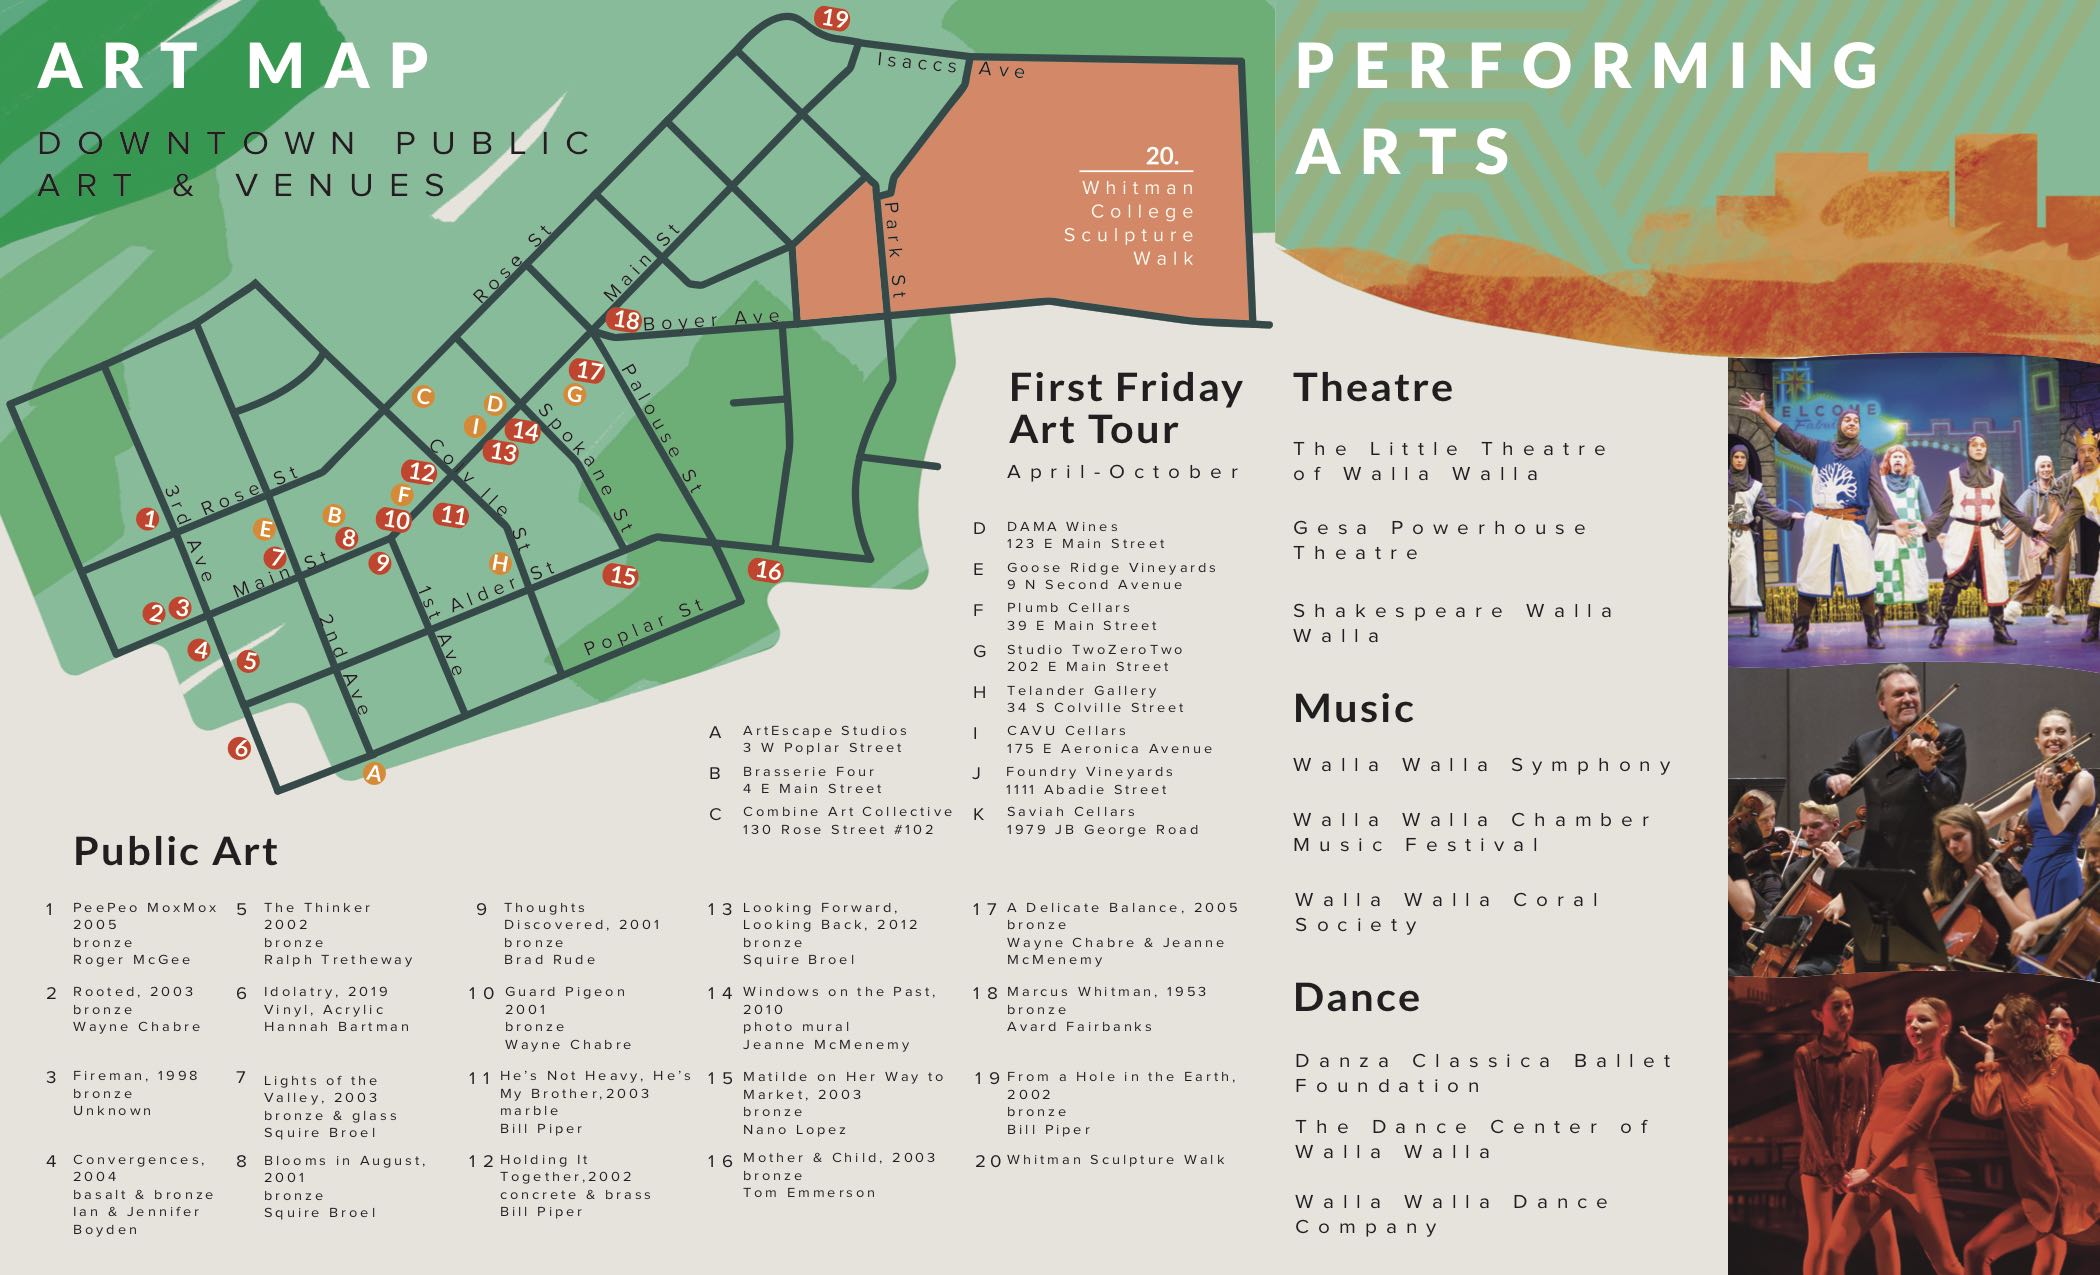 ART MAP
DOWNTOWN PUBLIC
ART & VENUES
19
Isaccs Ave
20.
Whitman
College
Sculpture
Walk
Park St
Rose St
Main St
18
Boyer Ave
17
C
D
G
I
14
13
Palouse St
Spokane St
Colville St
12
F
10
11
3rd Ave
Rose St
1
E
B
8
7
9
Main St
H
Alder St
15
16
2
3
1st Ave
2nd Ave
Poplar St
4
5
6
A
First Friday
Art Tour
April-October
A ArtEscape Studios
3 W Poplar Street
B Brasserie Four
4 E Main Street
C Combine Art Collective
130 Rose Street #102
D DAMA Wines
123 E Main Street
E Goose Ridge Vineyards
9 N Second Avenue
F Plumb Cellars
39 E Main Street
G Studio TwoZeroTwo
202 E Main Street
H Telander Gallery
34 S Colville Street
I CAVU Cellars
175 E Aeronica Avenue
J Foundry Vineyards
1111 Abadie Street
K Saviah Cellars
1979 JB George Road
Public Art
1 PeePeo MoxMox
2005
bronze
Roger McGee
2 Rooted, 2003
bronze
Wayne Chabre
3 Fireman, 1998
bronze
Unknown
4 Convergences,
2004
basalt & bronze
Ian & Jennifer
Boyden
5 The Thinker
2002
bronze
Ralph Tretheway
6 Idolatry, 2019
Vinyl, Acrylic
Hannah Bartman
7 Lights of the
Valley, 2003
bronze & glass
Squire Broel
8 Blooms in August,
2001
bronze
Squire Broel
9 Thoughts
Discovered, 2001
bronze
Brad Rude
10 Guard Pigeon
2001
bronze
Wayne Chabre
11 He's Not Heavy, He's
My Brother,2003
marble
Bill Piper
12 Holding It
Together,2002
concrete & brass
Bill Piper
13 Looking Forward,
Looking Back, 2012
bronze
Squire Broel
14 Windows on the Past,
2010
photo mural
Jeanne McMenemy
15 Matilde on Her Way to
Market, 2003
bronze
Nano Lopez
16 Mother & Child, 2003
bronze
Tom Emmerson
17 A Delicate Balance, 2005
bronze
Wayne Chabre & Jeanne
McMenemy
18 Marcus Whitman, 1953
bronze
Avard Fairbanks
19 From a Hole in the Earth,
2002
bronze
Bill Piper
20 Whitman Sculpture Walk
PERFORMING
ARTS
Theatre
The Little Theatre
of Walla Walla
Gesa Powerhouse
Theatre
Shakespeare Walla
Walla
Music
Walla Walla Symphony
Walla Walla Chamber
Music Festival
Walla Walla Coral
Society
Dance
Danza Classica Ballet
Foundation
The Dance Center of
Walla Walla
Walla Walla Dance
Company
ELCOME
Fabulous